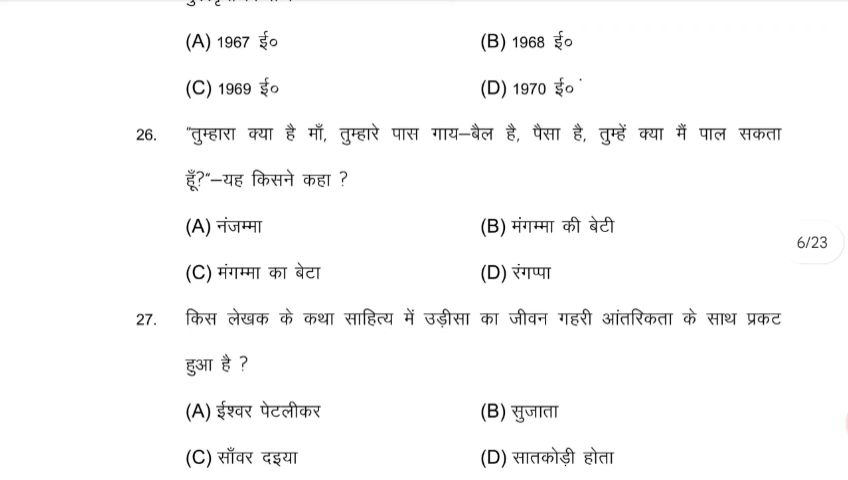 (A) 1967 ई० (B) 1968 ई०
(C) 1969 ई० (D) 1970 ई०
26. "तुम्हारा क्या है माँ, तुम्हारे पास गाय–बैल है, पैसा है, तुम्हें क्या मैं पाल सकता
हूँ?"–यह किसने कहा ?
(A) नंजम्मा (B) मंगम्मा की बेटी
6/23
(C) मंगम्मा का बेटा (D) रंगप्पा
27. किस लेखक के कथा साहित्य में उड़ीसा का जीवन गहरी आंतरिकता के साथ प्रकट
हुआ है ?
(A) ईश्वर पेटलीकर (B) सुजाता
(C) साँवर दइया (D) सातकोड़ी होता